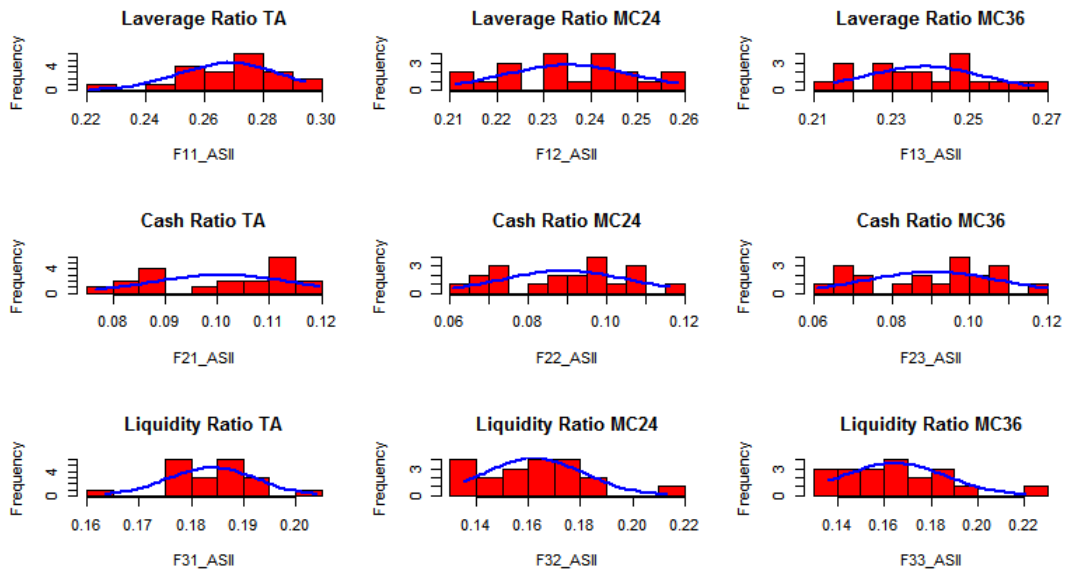 Laverage Ratio TA
Frequency
0 4
0.22 0.24 0.26 0.28 0.30
F11_ASII
Laverage Ratio MC24
Frequency
0 3
0.21 0.22 0.23 0.24 0.25 0.26
F12_ASII
Laverage Ratio MC36
Frequency
0 3
0.21 0.23 0.25 0.27
F13_ASII
Cash Ratio TA
Frequency
0 4
0.08 0.09 0.10 0.11 0.12
F21_ASII
Cash Ratio MC24
Frequency
0 3
0.06 0.08 0.10 0.12
F22_ASII
Cash Ratio MC36
Frequency
0 3
0.06 0.08 0.10 0.12
F23_ASII
Liquidity Ratio TA
Frequency
0 4
0.16 0.17 0.18 0.19 0.20
F31_ASII
Liquidity Ratio MC24
Frequency
0 3
0.14 0.16 0.18 0.20 0.22
F32_ASII
Liquidity Ratio MC36
Frequency
0 3
0.14 0.16 0.18 0.20 0.22
F33_ASII